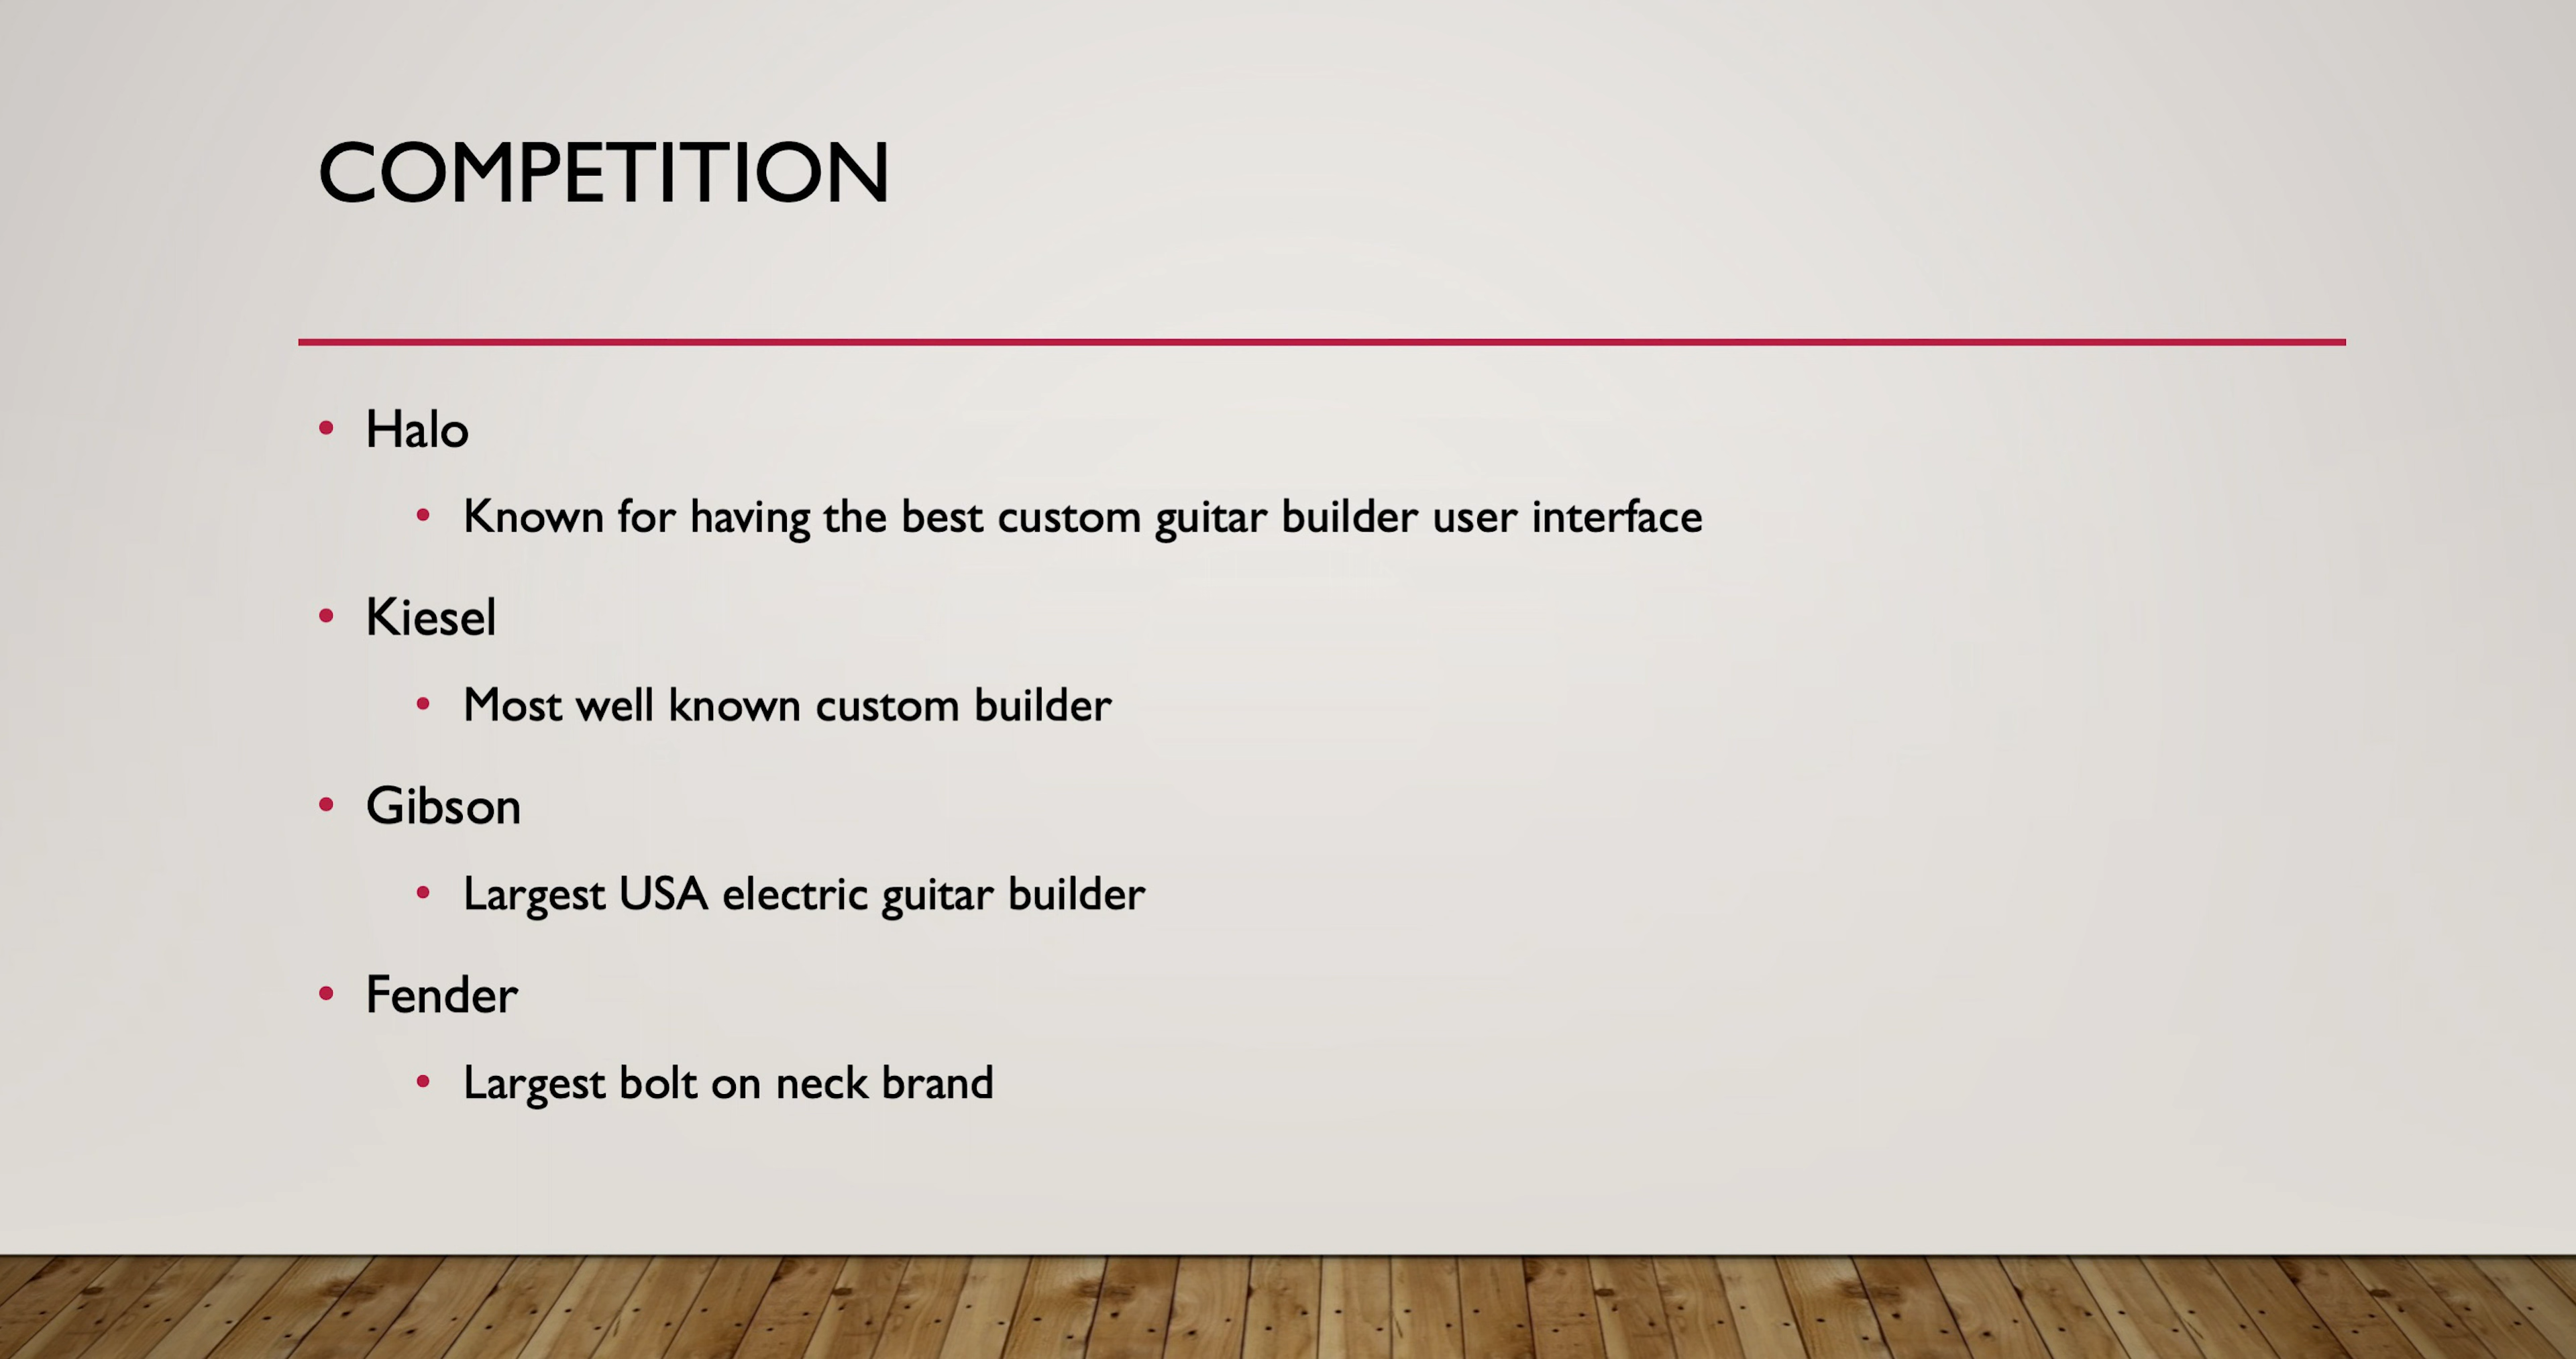 COMPETITION
• Halo
• Known for having the best custom guitar builder user interface
• Kiesel
• Most well known custom builder
• Gibson
• Largest USA electric guitar builder
• Fender
• Largest bolt on neck brand